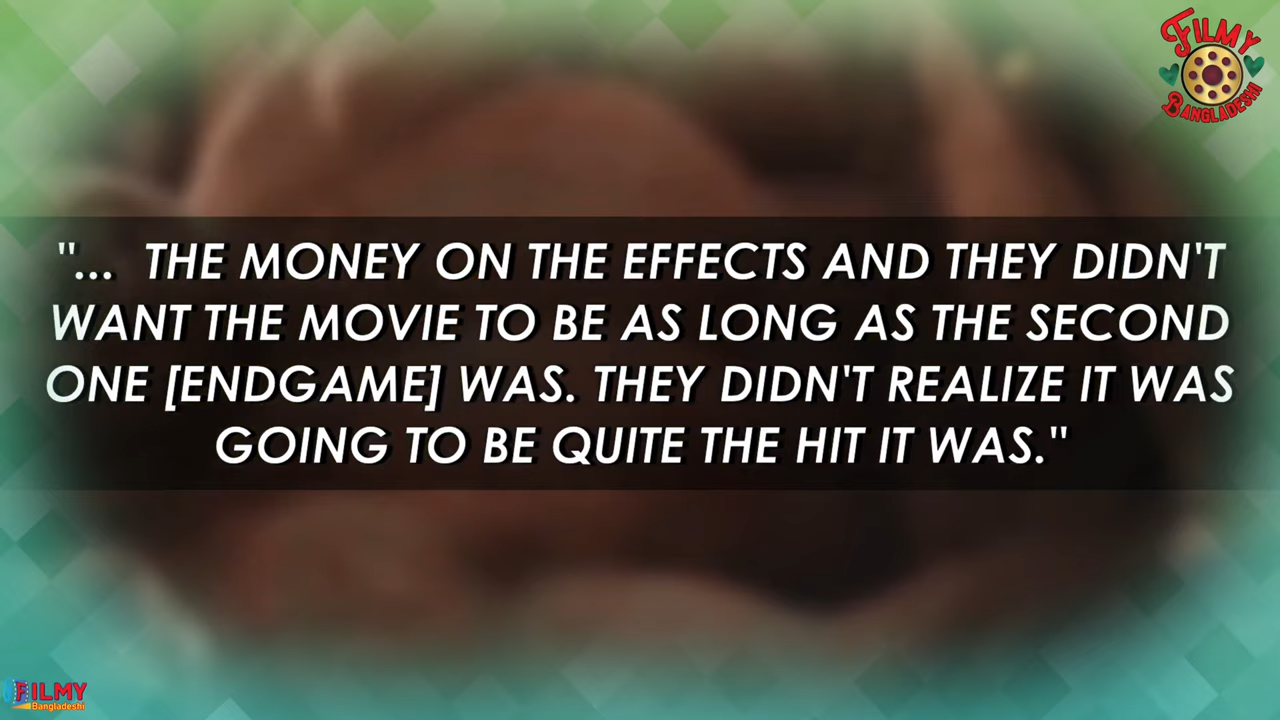 FILMY
BANGLADESHI
"... THE MONEY ON THE EFFECTS AND THEY DIDN'T
WANT THE MOVIE TO BE AS LONG AS THE SECOND
ONE [ENDGAME] WAS. THEY DIDN'T REALIZE IT WAS
GOING TO BE QUITE THE HIT IT WAS."
FILMY
Bangladeshi